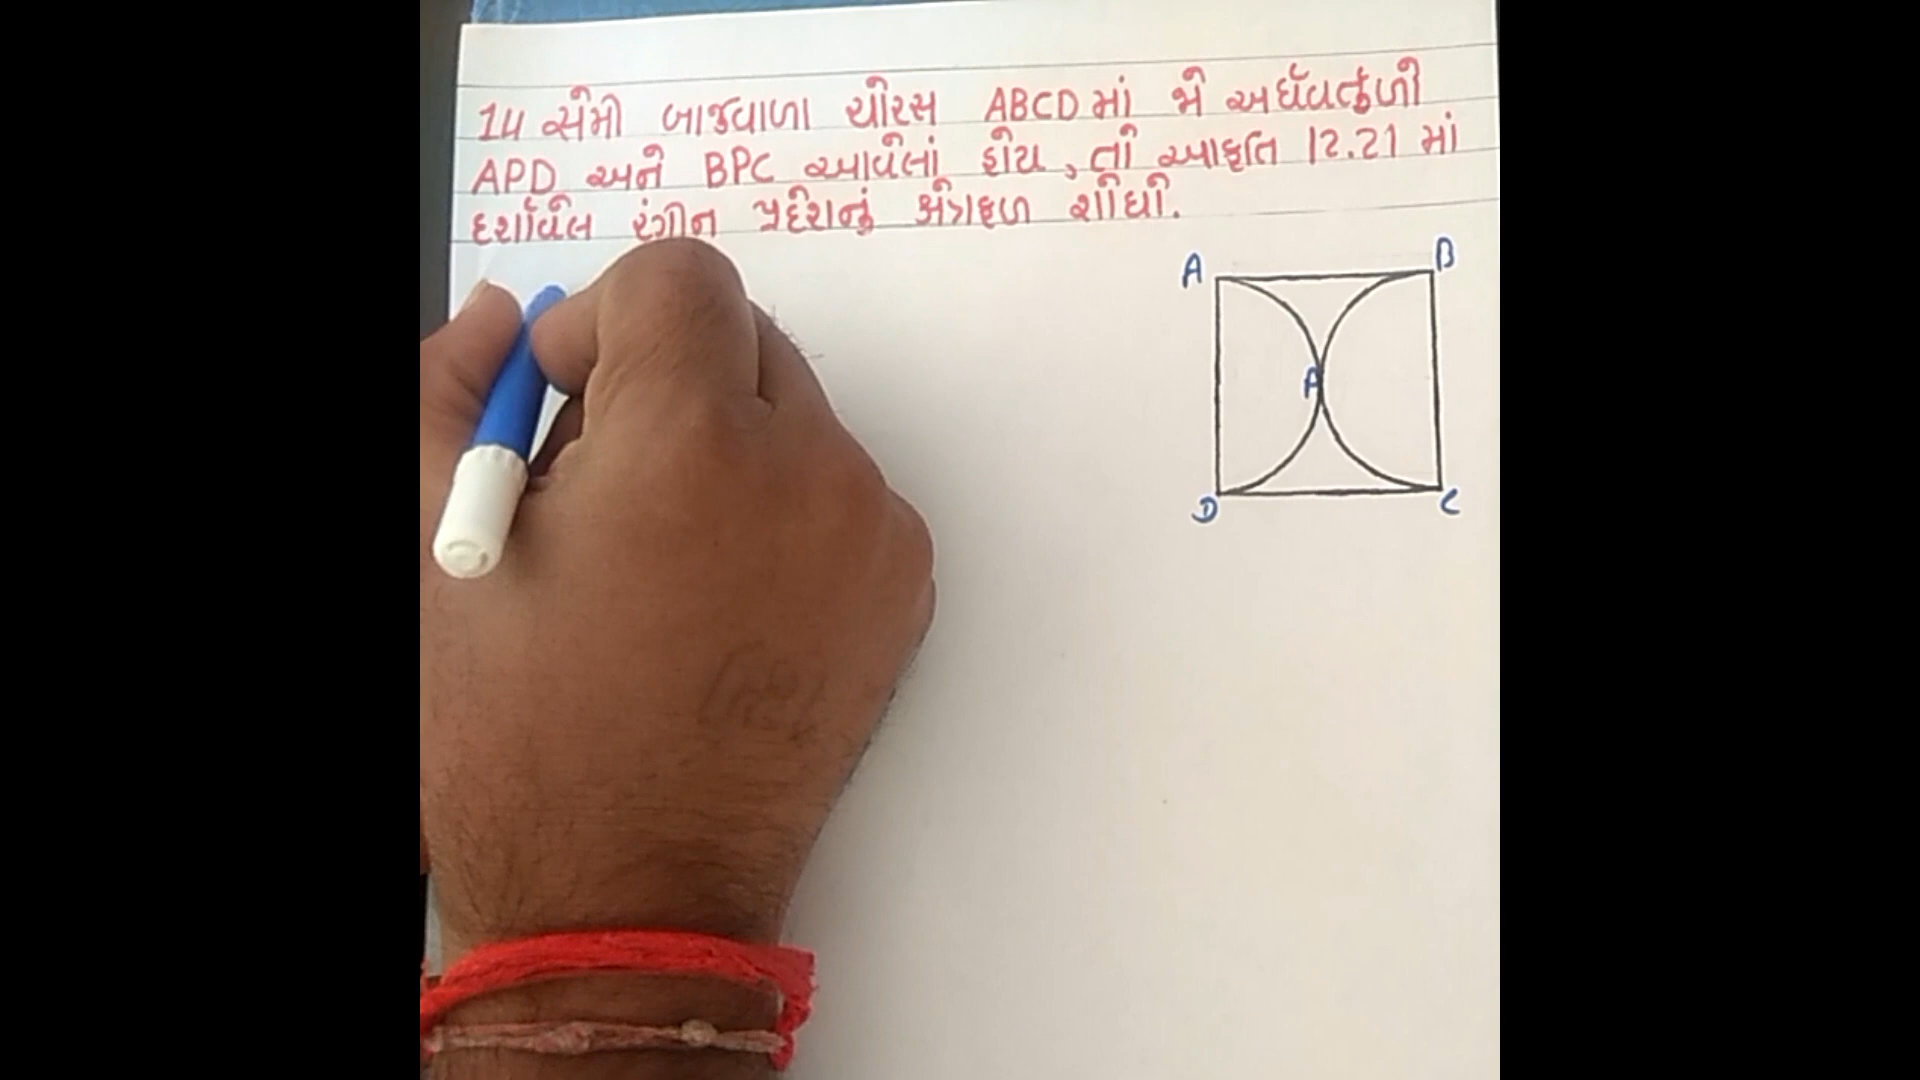 14 સેમી બાજુવાળા ચોરસ ABCD માં જો અર્ધવર્તુળો
APD અને BPC આવેલાં હોય, તો આકૃતિ 12.21 માં
દર્શાવેલ રંગીન પ્રદેશનું ક્ષેત્રફળ શોધો.
A B
P
D C